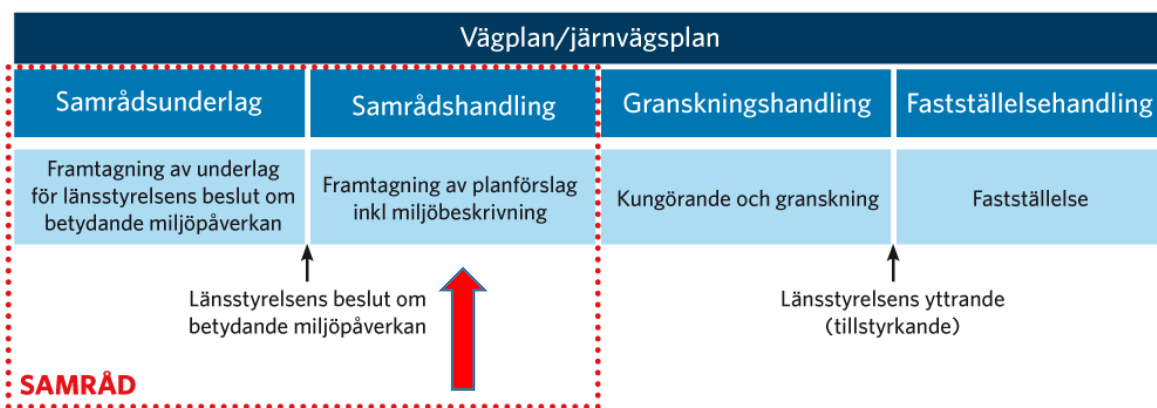 Vägplan/järnvägsplan
Samrådsunderlag
Samrådshandling
Granskningshandling
Fastställelsehandling
Framtagning av underlag
för länsstyrelsens beslut om
betydande miljöpåverkan
Framtagning av planförslag
inkl miljöbeskrivning
Kungörande och granskning
Fastställelse
Länsstyrelsens beslut om
betydande miljöpåverkan
Länsstyrelsens yttrande
(tillstyrkande)
SAMRÅD